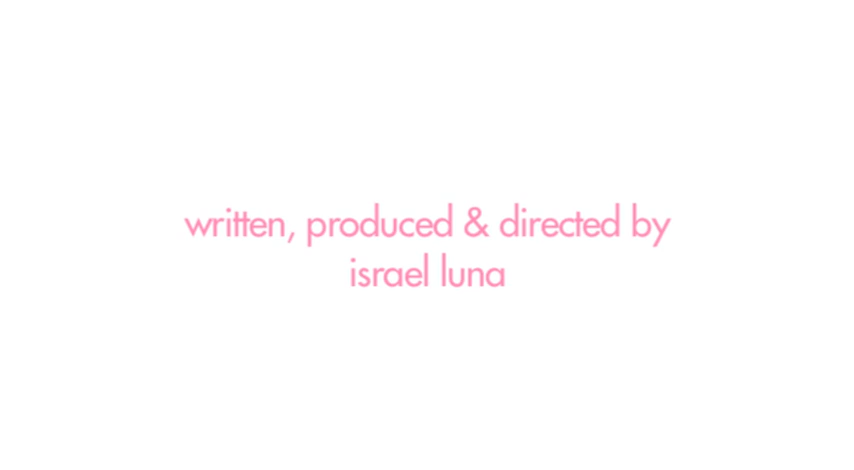 written, produced & directed by
israel luna